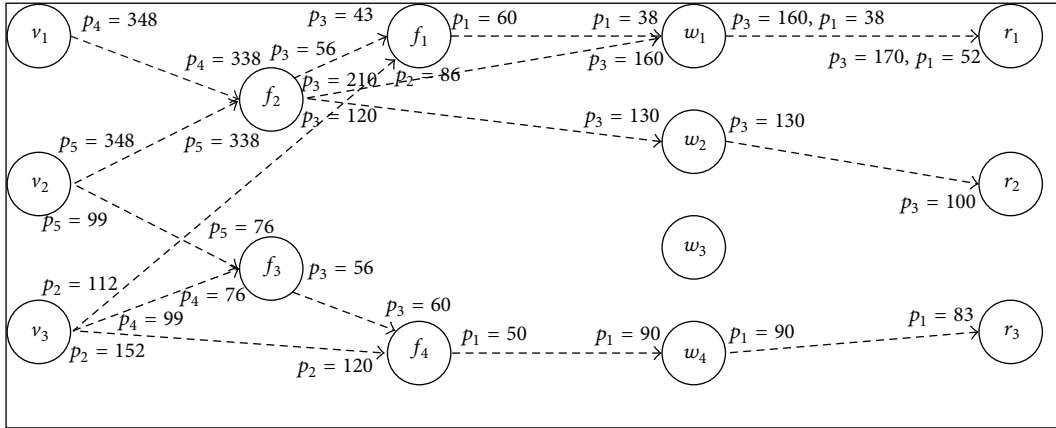 p₃ = 43
p₁ = 60
p₁ = 38
p₃ = 160, p₁ = 38
p₄ = 348
v₁
f₁
w₁
r₁
p₃ = 56
p₄ = 338
p₃ = 160
p₃ = 170, p₁ = 52
p₃ = 210
p₂ = 86
f₂
p₃ = 120
p₃ = 130
p₃ = 130
p₅ = 348
p₅ = 338
w₂
v₂
r₂
p₃ = 100
p₅ = 99
p₅ = 76
w₃
f₃
p₃ = 56
p₂ = 112
p₄ = 76
p₃ = 60
p₄ = 99
p₁ = 83
v₃
p₁ = 50
p₁ = 90
p₁ = 90
r₃
p₂ = 152
f₄
w₄
p₂ = 120